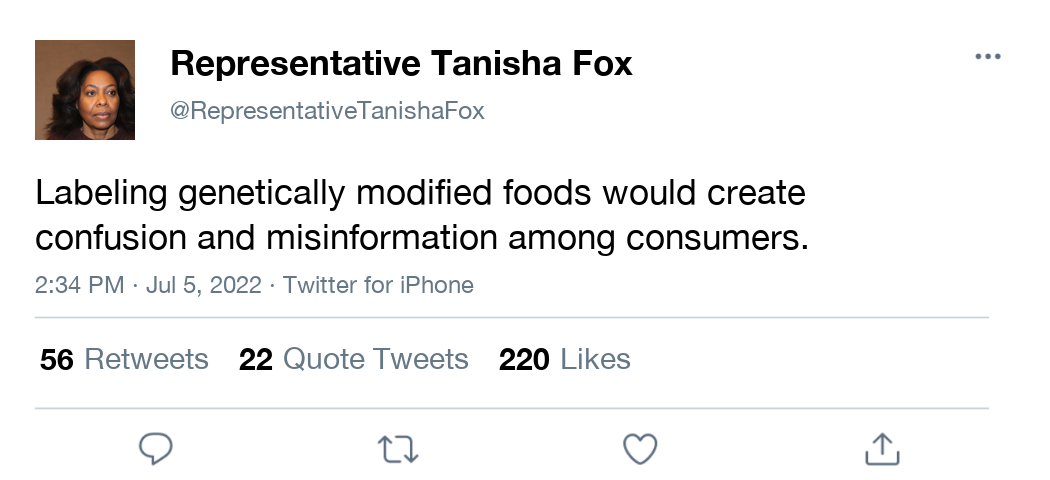 Representative Tanisha Fox
@RepresentativeTanishaFox
Labeling genetically modified foods would create
confusion and misinformation among consumers.
2:34 PM · Jul 5, 2022 · Twitter for iPhone
56 Retweets 22 Quote Tweets 220 Likes